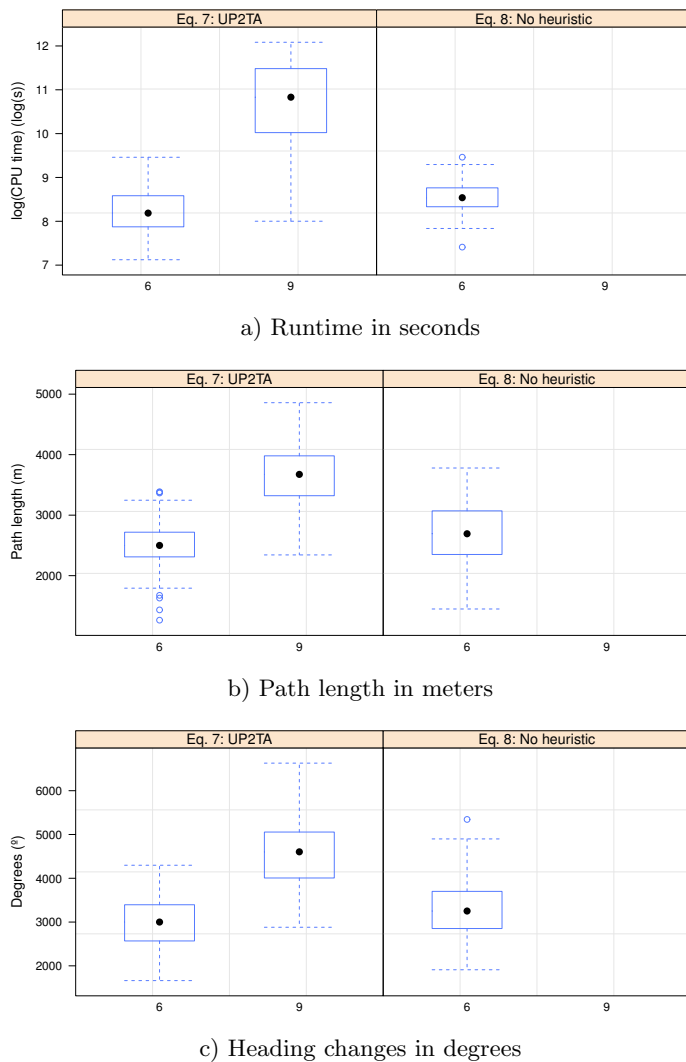 Eq. 7: UP2TA
Eq. 8: No heuristic
log(CPU time) (log(s))
12
11
10
9
8
7
6
9
6
9
a) Runtime in seconds
Eq. 7: UP2TA
Eq. 8: No heuristic
Path length (m)
5000
4000
3000
2000
6
9
6
9
b) Path length in meters
Eq. 7: UP2TA
Eq. 8: No heuristic
Degrees (º)
6000
5000
4000
3000
2000
6
9
6
9
c) Heading changes in degrees